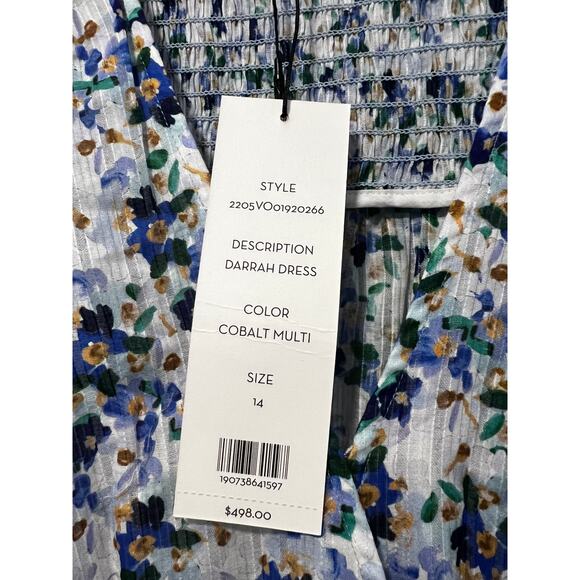 STYLE
2205VO01920266
DESCRIPTION
DARRAH DRESS
COLOR
COBALT MULTI
SIZE
14
190738641597
$498.00